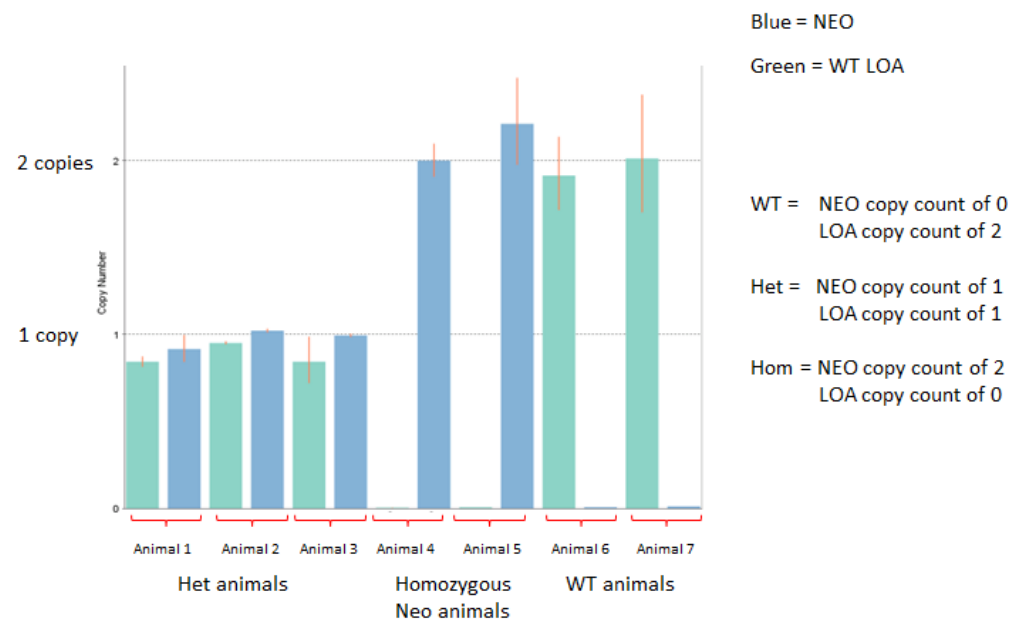 Blue = NEO
Green = WT LOA
2 copies
2
WT = NEO copy count of 0
LOA copy count of 2
Copy Number
Het = NEO copy count of 1
LOA copy count of 1
1 copy
1
Hom = NEO copy count of 2
LOA copy count of 0
0
Animal 1 Animal 2 Animal 3 Animal 4 Animal 5 Animal 6 Animal 7
Het animals Homozygous WT animals
Neo animals